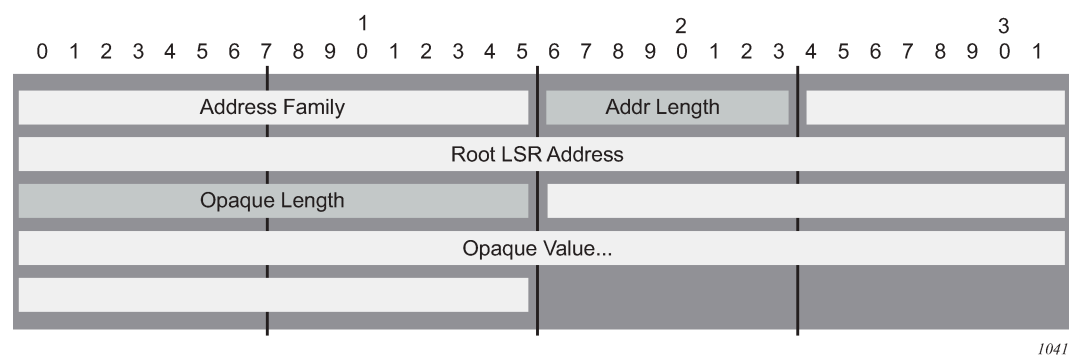 1 2 3
0 1 2 3 4 5 6 7 8 9 0 1 2 3 4 5 6 7 8 9 0 1 2 3 4 5 6 7 8 9 0 1
Address Family Addr Length
Root LSR Address
Opaque Length
Opaque Value...
1041